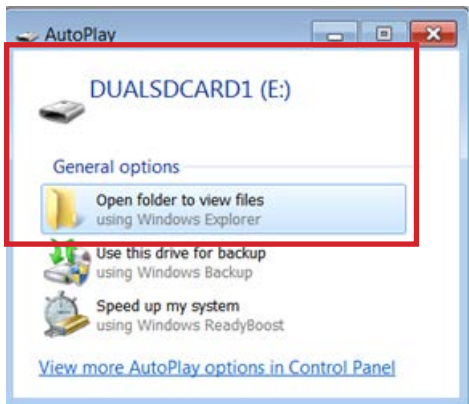 AutoPlay
DUALSDCARD1 (E:)
General options
Open folder to view files
using Windows Explorer
Use this drive for backup
using Windows Backup
Speed up my system
using Windows ReadyBoost
View more AutoPlay options in Control Panel